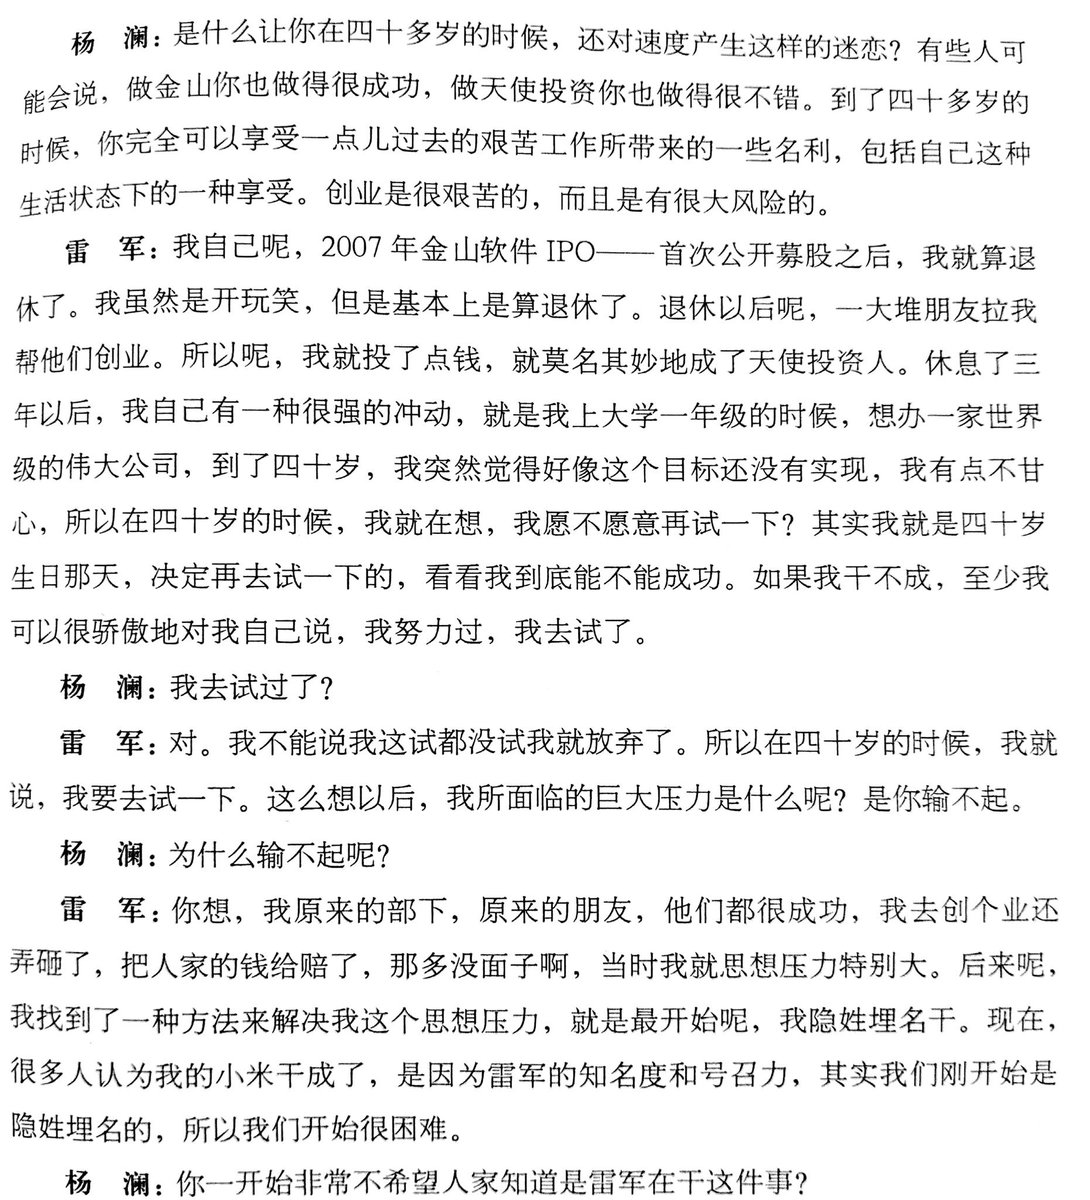 杨　澜：是什么让你在四十多岁的时候，还对速度产生这样的迷恋？有些人可
能会说，做金山你也做得很成功，做天使投资你也做得很不错。到了四十多岁的
时候，你完全可以享受一点儿过去的艰苦工作所带来的一些名利，包括自己这种
生活状态下的一种享受。创业是很艰苦的，而且是有很大风险的。
雷　军：我自己呢，2007 年金山软件 IPO——首次公开募股之后，我就算退
休了。我虽然是开玩笑，但是基本上是算退休了。退休以后呢，一大堆朋友拉我
帮他们创业。所以呢，我就投了点钱，就莫名其妙地成了天使投资人。休息了三
年以后，我自己有一种很强的冲动，就是我上大学一年级的时候，想办一家世界
级的伟大公司，到了四十岁，我突然觉得好像这个目标还没有实现，我有点不甘
心，所以在四十岁的时候，我就在想，我愿不愿意再试一下？其实我就是四十岁
生日那天，决定再去试一下的，看看我到底能不能成功。如果我干不成，至少我
可以很骄傲地对我自己说，我努力过，我去试了。
杨　澜：我去试过了？
雷　军：对。我不能说我这试都没试我就放弃了。所以在四十岁的时候，我就
说，我要去试一下。这么想以后，我所面临的巨大压力是什么呢？是你输不起。
杨　澜：为什么输不起呢？
雷　军：你想，我原来的部下，原来的朋友，他们都很成功，我去创个业还
弄砸了，把人家的钱给赔了，那多没面子啊，当时我就思想压力特别大。后来呢，
我找到了一种方法来解决我这个思想压力，就是最开始呢，我隐姓埋名干。现在，
很多人认为我的小米干成了，是因为雷军的知名度和号召力，其实我们刚开始是
隐姓埋名的，所以我们开始很困难。
杨　澜：你一开始非常不希望人家知道是雷军在干这件事？